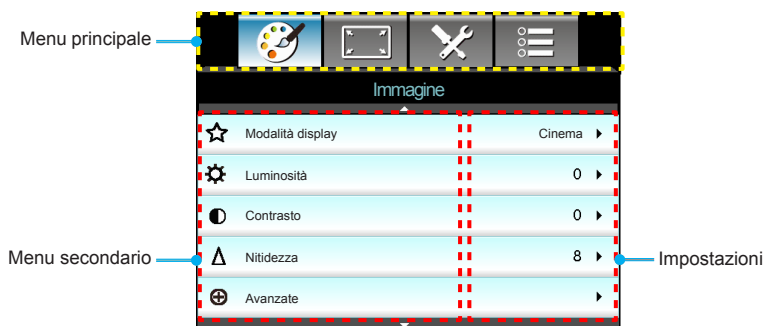 Menu principale
Immagine
Modalità display Cinema
Luminosità 0
Contrasto 0
Menu secondario
Nitidezza 8
Impostazioni
Avanzate